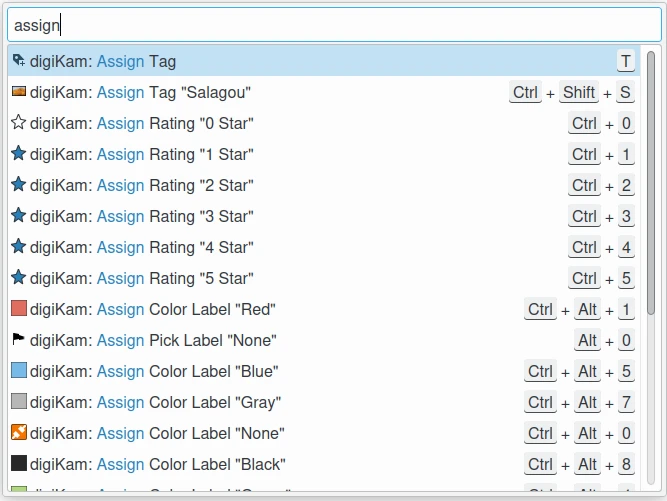 assign
digiKam: Assign Tag T
digiKam: Assign Tag "Salagou" Ctrl + Shift + S
digiKam: Assign Rating "0 Star" Ctrl + 0
digiKam: Assign Rating "1 Star" Ctrl + 1
digiKam: Assign Rating "2 Star" Ctrl + 2
digiKam: Assign Rating "3 Star" Ctrl + 3
digiKam: Assign Rating "4 Star" Ctrl + 4
digiKam: Assign Rating "5 Star" Ctrl + 5
digiKam: Assign Color Label "Red" Ctrl + Alt + 1
digiKam: Assign Pick Label "None" Alt + 0
digiKam: Assign Color Label "Blue" Ctrl + Alt + 5
digiKam: Assign Color Label "Gray" Ctrl + Alt + 7
digiKam: Assign Color Label "None" Ctrl + Alt + 0
digiKam: Assign Color Label "Black" Ctrl + Alt + 8
digiKam: Assign Color Label